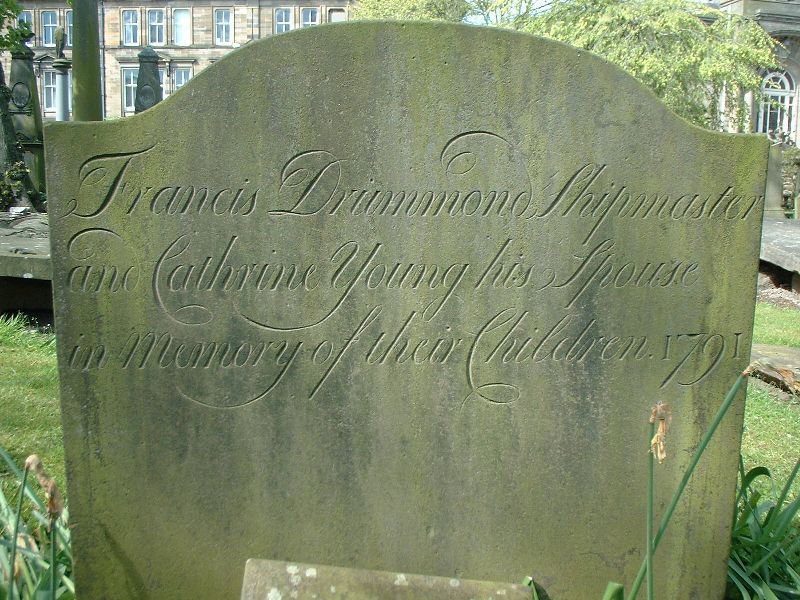 Francis Drummond Shipmaster
and Cathrine Young his Spouse
in Memory of their Children. 1791